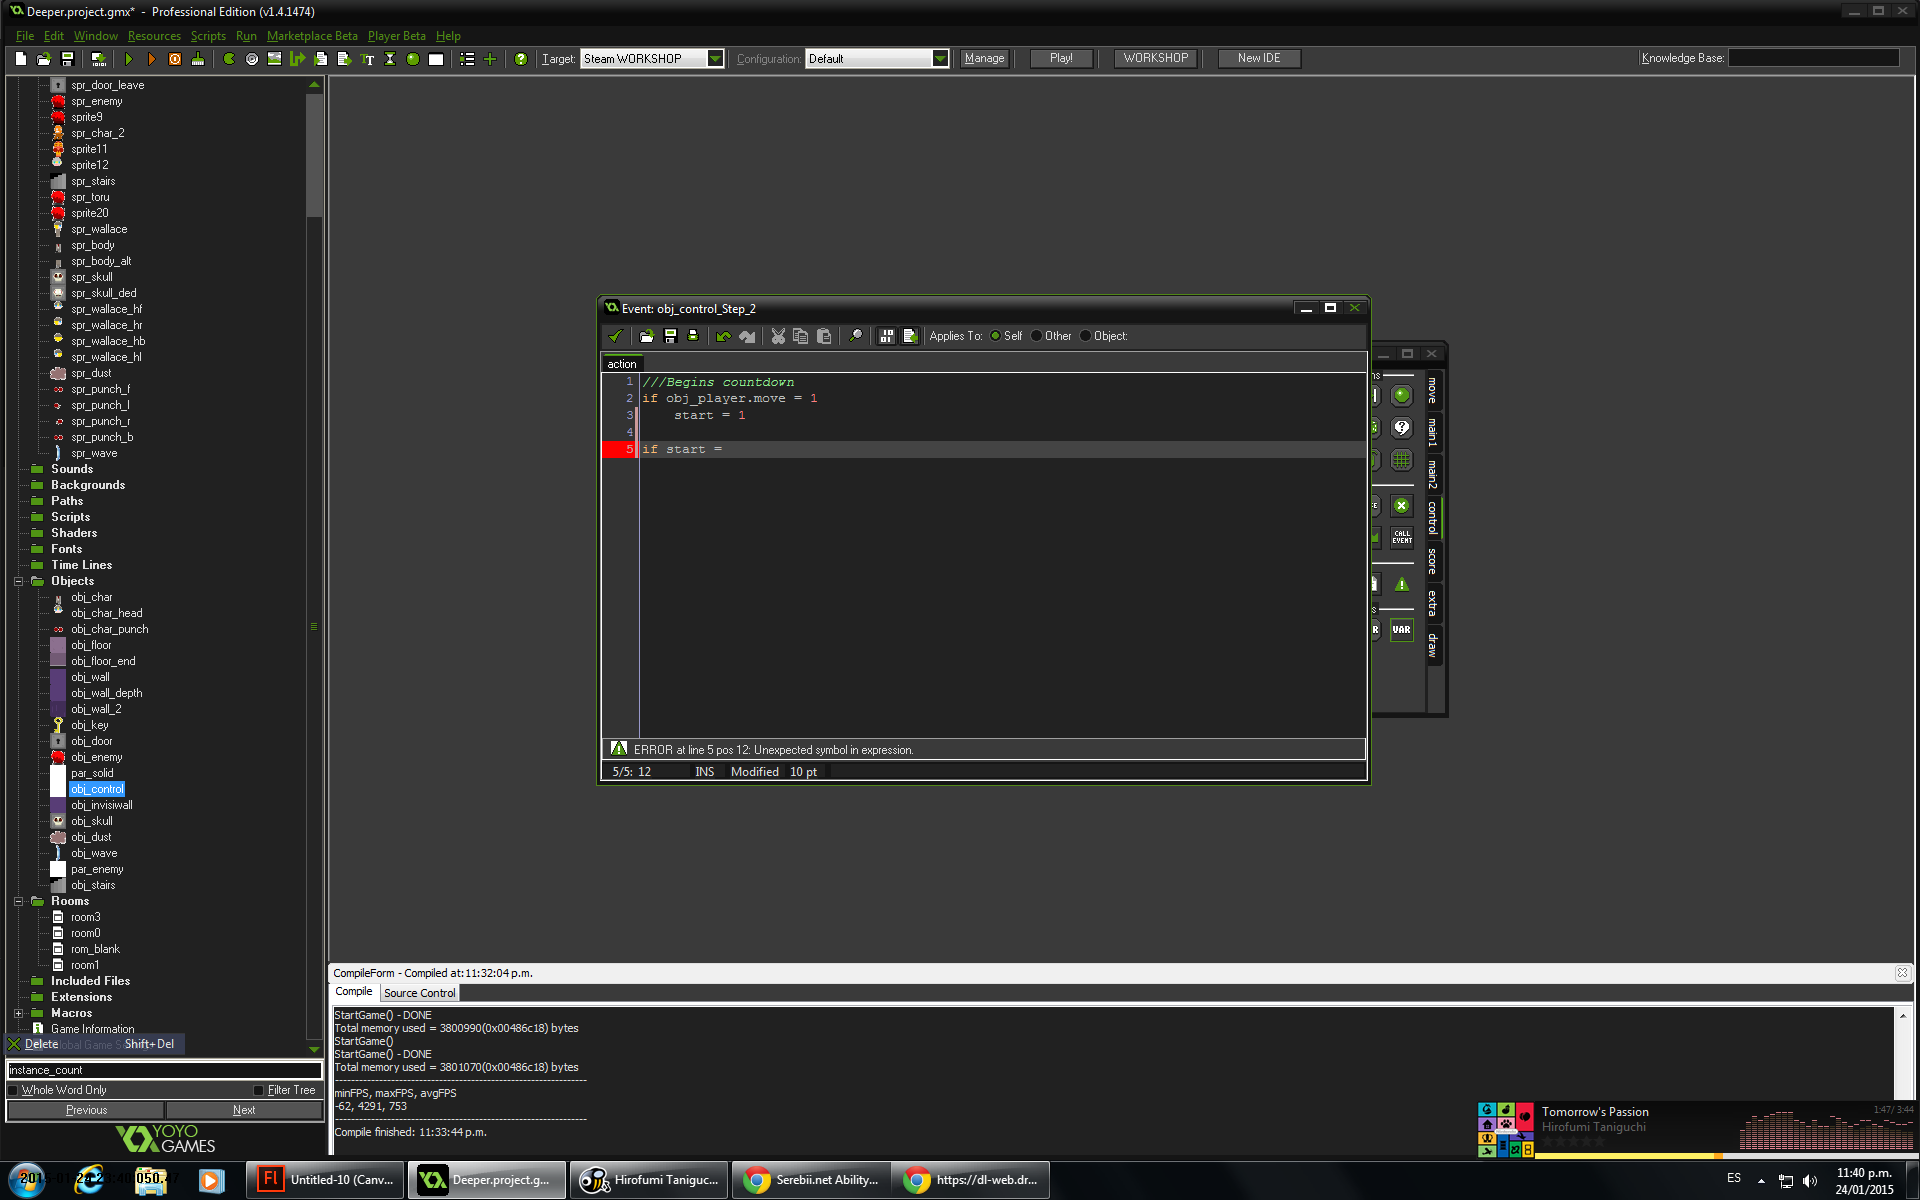 Deeper.project.gmx* - Professional Edition (v1.4.1474)
File Edit Window Resources Scripts Run Marketplace Beta Player Beta Help
Target: Steam WORKSHOP Configuration: Default Manage Play! WORKSHOP New IDE Knowledge Base:
spr_door_leave
spr_enemy
sprite9
spr_char_2
sprite11
sprite12
spr_stairs
spr_toru
sprite20
spr_wallace
spr_body
spr_body_alt
spr_skull
spr_skull_ded
spr_wallace_hf
spr_wallace_hr
spr_wallace_hb
spr_wallace_hl
spr_dust
spr_punch_f
spr_punch_l
spr_punch_r
spr_punch_b
spr_wave
Sounds
Backgrounds
Paths
Scripts
Shaders
Fonts
Time Lines
Objects
obj_char
obj_char_head
obj_char_punch
obj_floor
obj_floor_end
obj_wall
obj_wall_depth
obj_wall_2
obj_key
obj_door
obj_enemy
par_solid
obj_control
obj_invisiwall
obj_skull
obj_dust
obj_wave
par_enemy
obj_stairs
Rooms
room3
room0
rom_blank
room1
Included Files
Extensions
Macros
Game Information
Delete Shift+Del
instance_count
Whole Word Only Filter Tree
Previous Next
YOYO
GAMES
Event: obj_control_Step_2
Applies To: Self Other Object:
action
1 ///Begins countdown
2 if obj_player.move = 1
3 start = 1
4
5 if start =
ERROR at line 5 pos 12: Unexpected symbol in expression.
5/5: 12 INS Modified 10 pt
move
main1
main2
control
score
extra
draw
CALL
EVENT
VAR
CompileForm - Compiled at: 11:32:04 p.m.
Compile Source Control
StartGame() - DONE
Total memory used = 3800990(0x00486c18) bytes
StartGame()
StartGame() - DONE
Total memory used = 3801070(0x00486c18) bytes
minFPS, maxFPS, avgFPS
-62, 4291, 753
Compile finished: 11:33:44 p.m.
Tomorrow's Passion
Hirofumi Taniguchi
1:47/3:44
Untitled-10 (Canv...
Deeper.project.g...
Hirofumi Taniguc...
Serebii.net Ability...
https://dl-web.dr...
ES
11:40 p.m.
24/01/2015